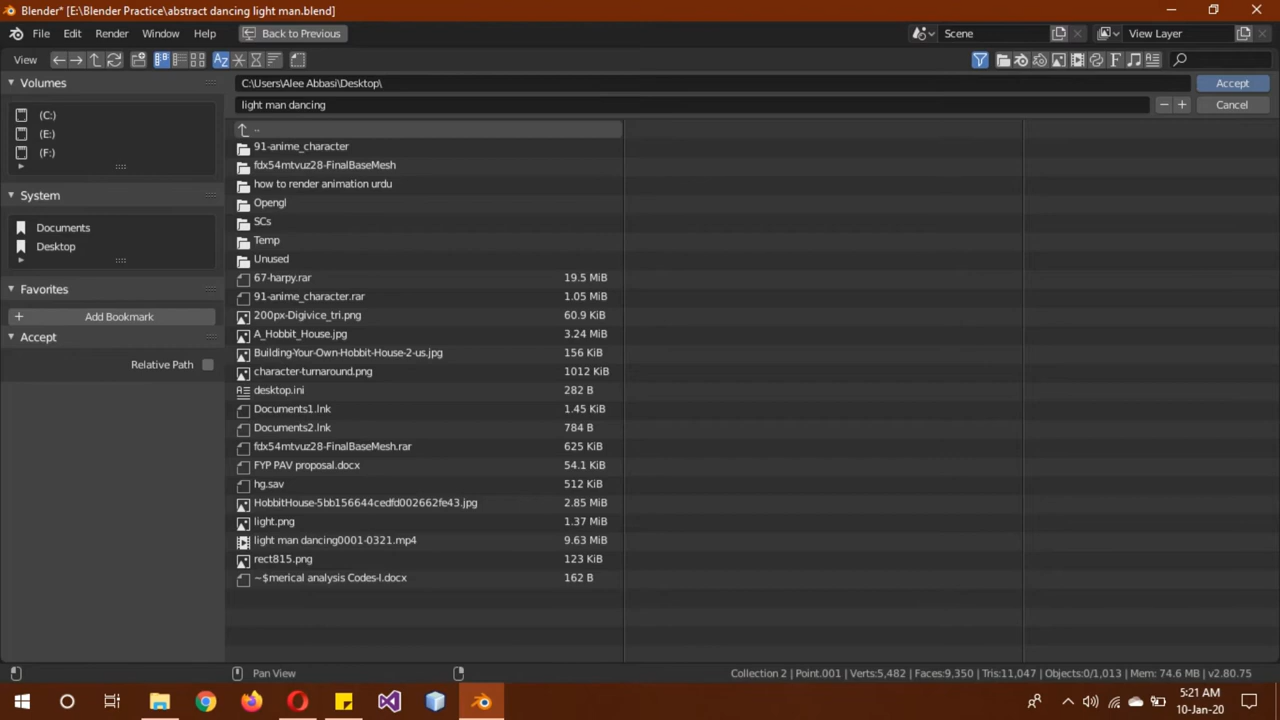 Blender* [E:\Blender Practice\abstract dancing light man.blend]
File Edit Render Window Help Back to Previous Scene View Layer
View
Volumes C:\Users\Alee Abbasi\Desktop\ Accept
light man dancing Cancel
(C:)
(E:)
(F:)
System
Documents
Desktop
Favorites
Add Bookmark
Accept
Relative Path
..
91-anime_character
fdx54mtvuz28-FinalBaseMesh
how to render animation urdu
Opengl
SCs
Temp
Unused
67-harpy.rar 19.5 MiB
91-anime_character.rar 1.05 MiB
200px-Digivice_tri.png 60.9 KiB
A_Hobbit_House.jpg 3.24 MiB
Building-Your-Own-Hobbit-House-2-us.jpg 156 KiB
character-turnaround.png 1012 KiB
desktop.ini 282 B
Documents1.lnk 1.45 KiB
Documents2.lnk 784 B
fdx54mtvuz28-FinalBaseMesh.rar 625 KiB
FYP PAV proposal.docx 54.1 KiB
hg.sav 512 KiB
HobbitHouse-5bb156644cedfd002662fe43.jpg 2.85 MiB
light.png 1.37 MiB
light man dancing0001-0321.mp4 9.63 MiB
rect815.png 123 KiB
~$merical analysis Codes-I.docx 162 B
Pan View Collection 2 | Point.001 | Verts:5,482 | Faces:9,350 | Tris:11,047 | Objects:0/1,013 | Mem: 74.6 MB | v2.80.75
5:21 AM
10-Jan-20